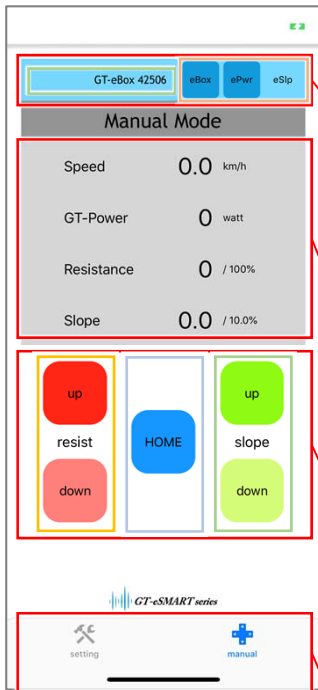 GT-eBox 42506 eBox ePwr eSlp
Manual Mode
Speed 0.0 km/h
GT-Power 0 watt
Resistance 0 / 100%
Slope 0.0 / 10.0%
up up
resist HOME slope
down down
GT-eSMART series
setting manual